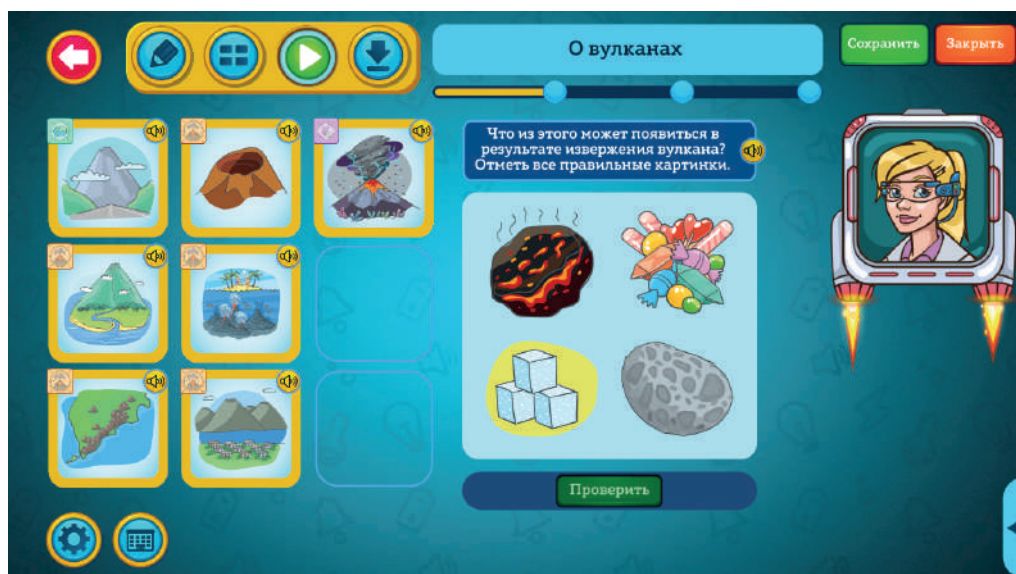 О вулканах
Сохранить
Закрыть
Что из этого может появиться в
результате извержения вулкана?
Отметь все правильные картинки.
Проверить